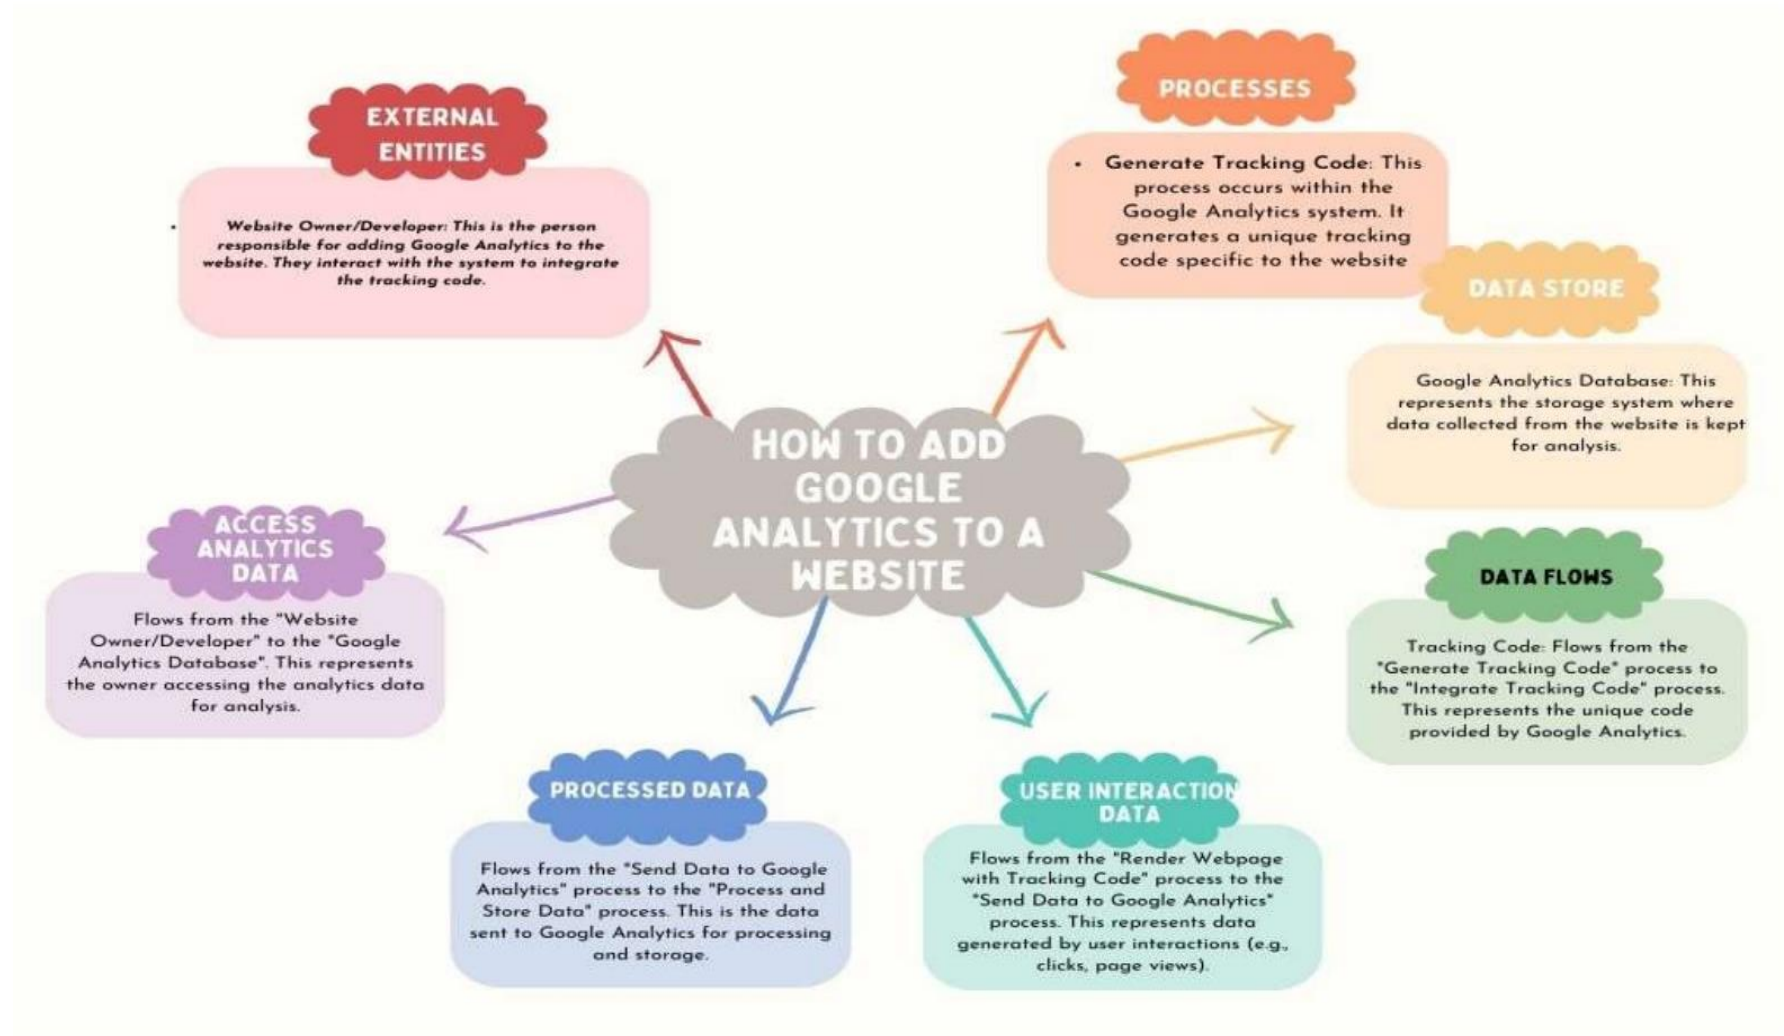 EXTERNAL
ENTITIES
• Website Owner/Developer: This is the person
responsible for adding Google Analytics to the
website. They interact with the system to integrate
the tracking code.
PROCESSES
• Generate Tracking Code: This
process occurs within the
Google Analytics system. It
generates a unique tracking
code specific to the website
DATA STORE
Google Analytics Database: This
represents the storage system where
data collected from the website is kept
for analysis.
HOW TO ADD
GOOGLE
ANALYTICS TO A
WEBSITE
ACCESS
ANALYTICS
DATA
Flows from the "Website
Owner/Developer" to the "Google
Analytics Database". This represents
the owner accessing the analytics data
for analysis.
DATA FLOWS
Tracking Code: Flows from the
"Generate Tracking Code" process to
the "Integrate Tracking Code" process.
This represents the unique code
provided by Google Analytics.
PROCESSED DATA
Flows from the "Send Data to Google
Analytics" process to the "Process and
Store Data" process. This is the data
sent to Google Analytics for processing
and storage.
USER INTERACTION
DATA
Flows from the "Render Webpage
with Tracking Code" process to the
"Send Data to Google Analytics"
process. This represents data
generated by user interactions (e.g.,
clicks, page views).